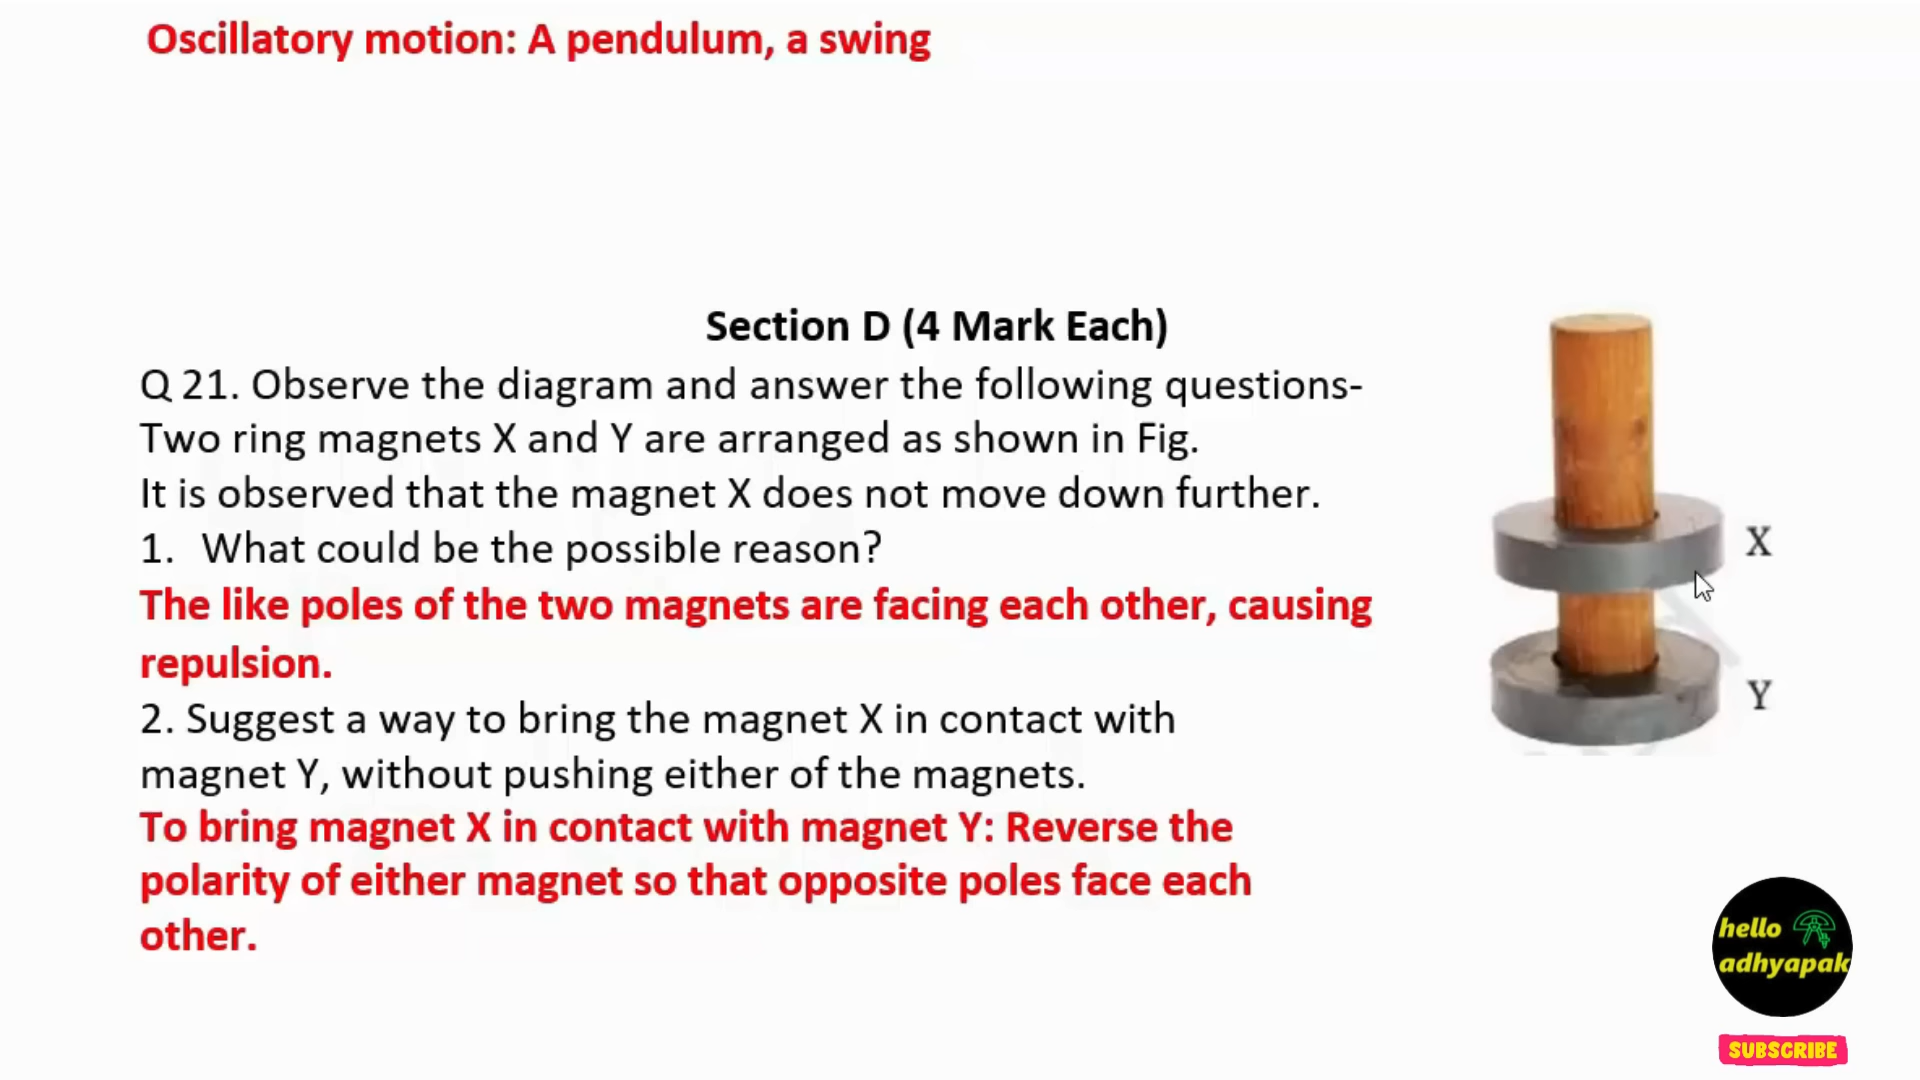 Oscillatory motion: A pendulum, a swing
Section D (4 Mark Each)
Q 21. Observe the diagram and answer the following questions-
Two ring magnets X and Y are arranged as shown in Fig.
It is observed that the magnet X does not move down further.
1. What could be the possible reason?
The like poles of the two magnets are facing each other, causing
repulsion.
2. Suggest a way to bring the magnet X in contact with
magnet Y, without pushing either of the magnets.
To bring magnet X in contact with magnet Y: Reverse the
polarity of either magnet so that opposite poles face each
other.
X
Y
hello
adhyapak
SUBSCRIBE